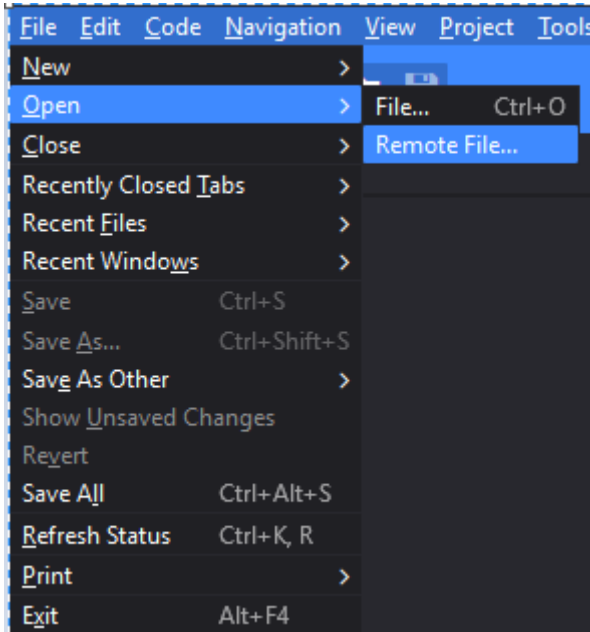 File Edit Code Navigation View Project Tools
New
Open
File... Ctrl+O
Close
Remote File...
Recently Closed Tabs
Recent Files
Recent Windows
Save Ctrl+S
Save As... Ctrl+Shift+S
Save As Other
Show Unsaved Changes
Revert
Save All Ctrl+Alt+S
Refresh Status Ctrl+K, R
Print
Exit Alt+F4